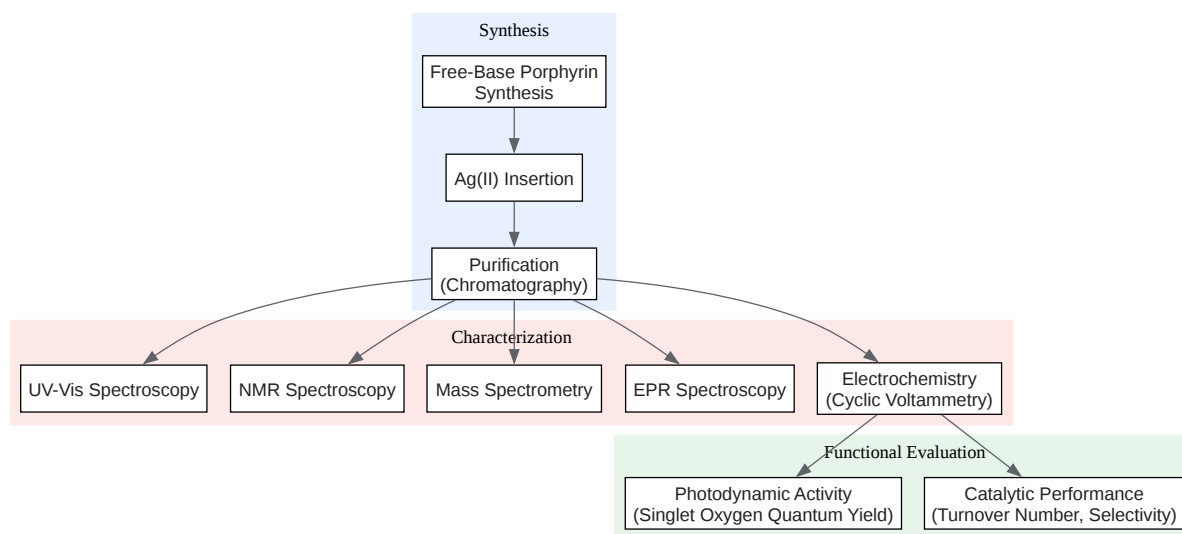 Synthesis
Free-Base Porphyrin
Synthesis
Ag(II) Insertion
Purification
(Chromatography)
Characterization
UV-Vis Spectroscopy
NMR Spectroscopy
Mass Spectrometry
EPR Spectroscopy
Electrochemistry
(Cyclic Voltammetry)
Functional Evaluation
Photodynamic Activity
(Singlet Oxygen Quantum Yield)
Catalytic Performance
(Turnover Number, Selectivity)